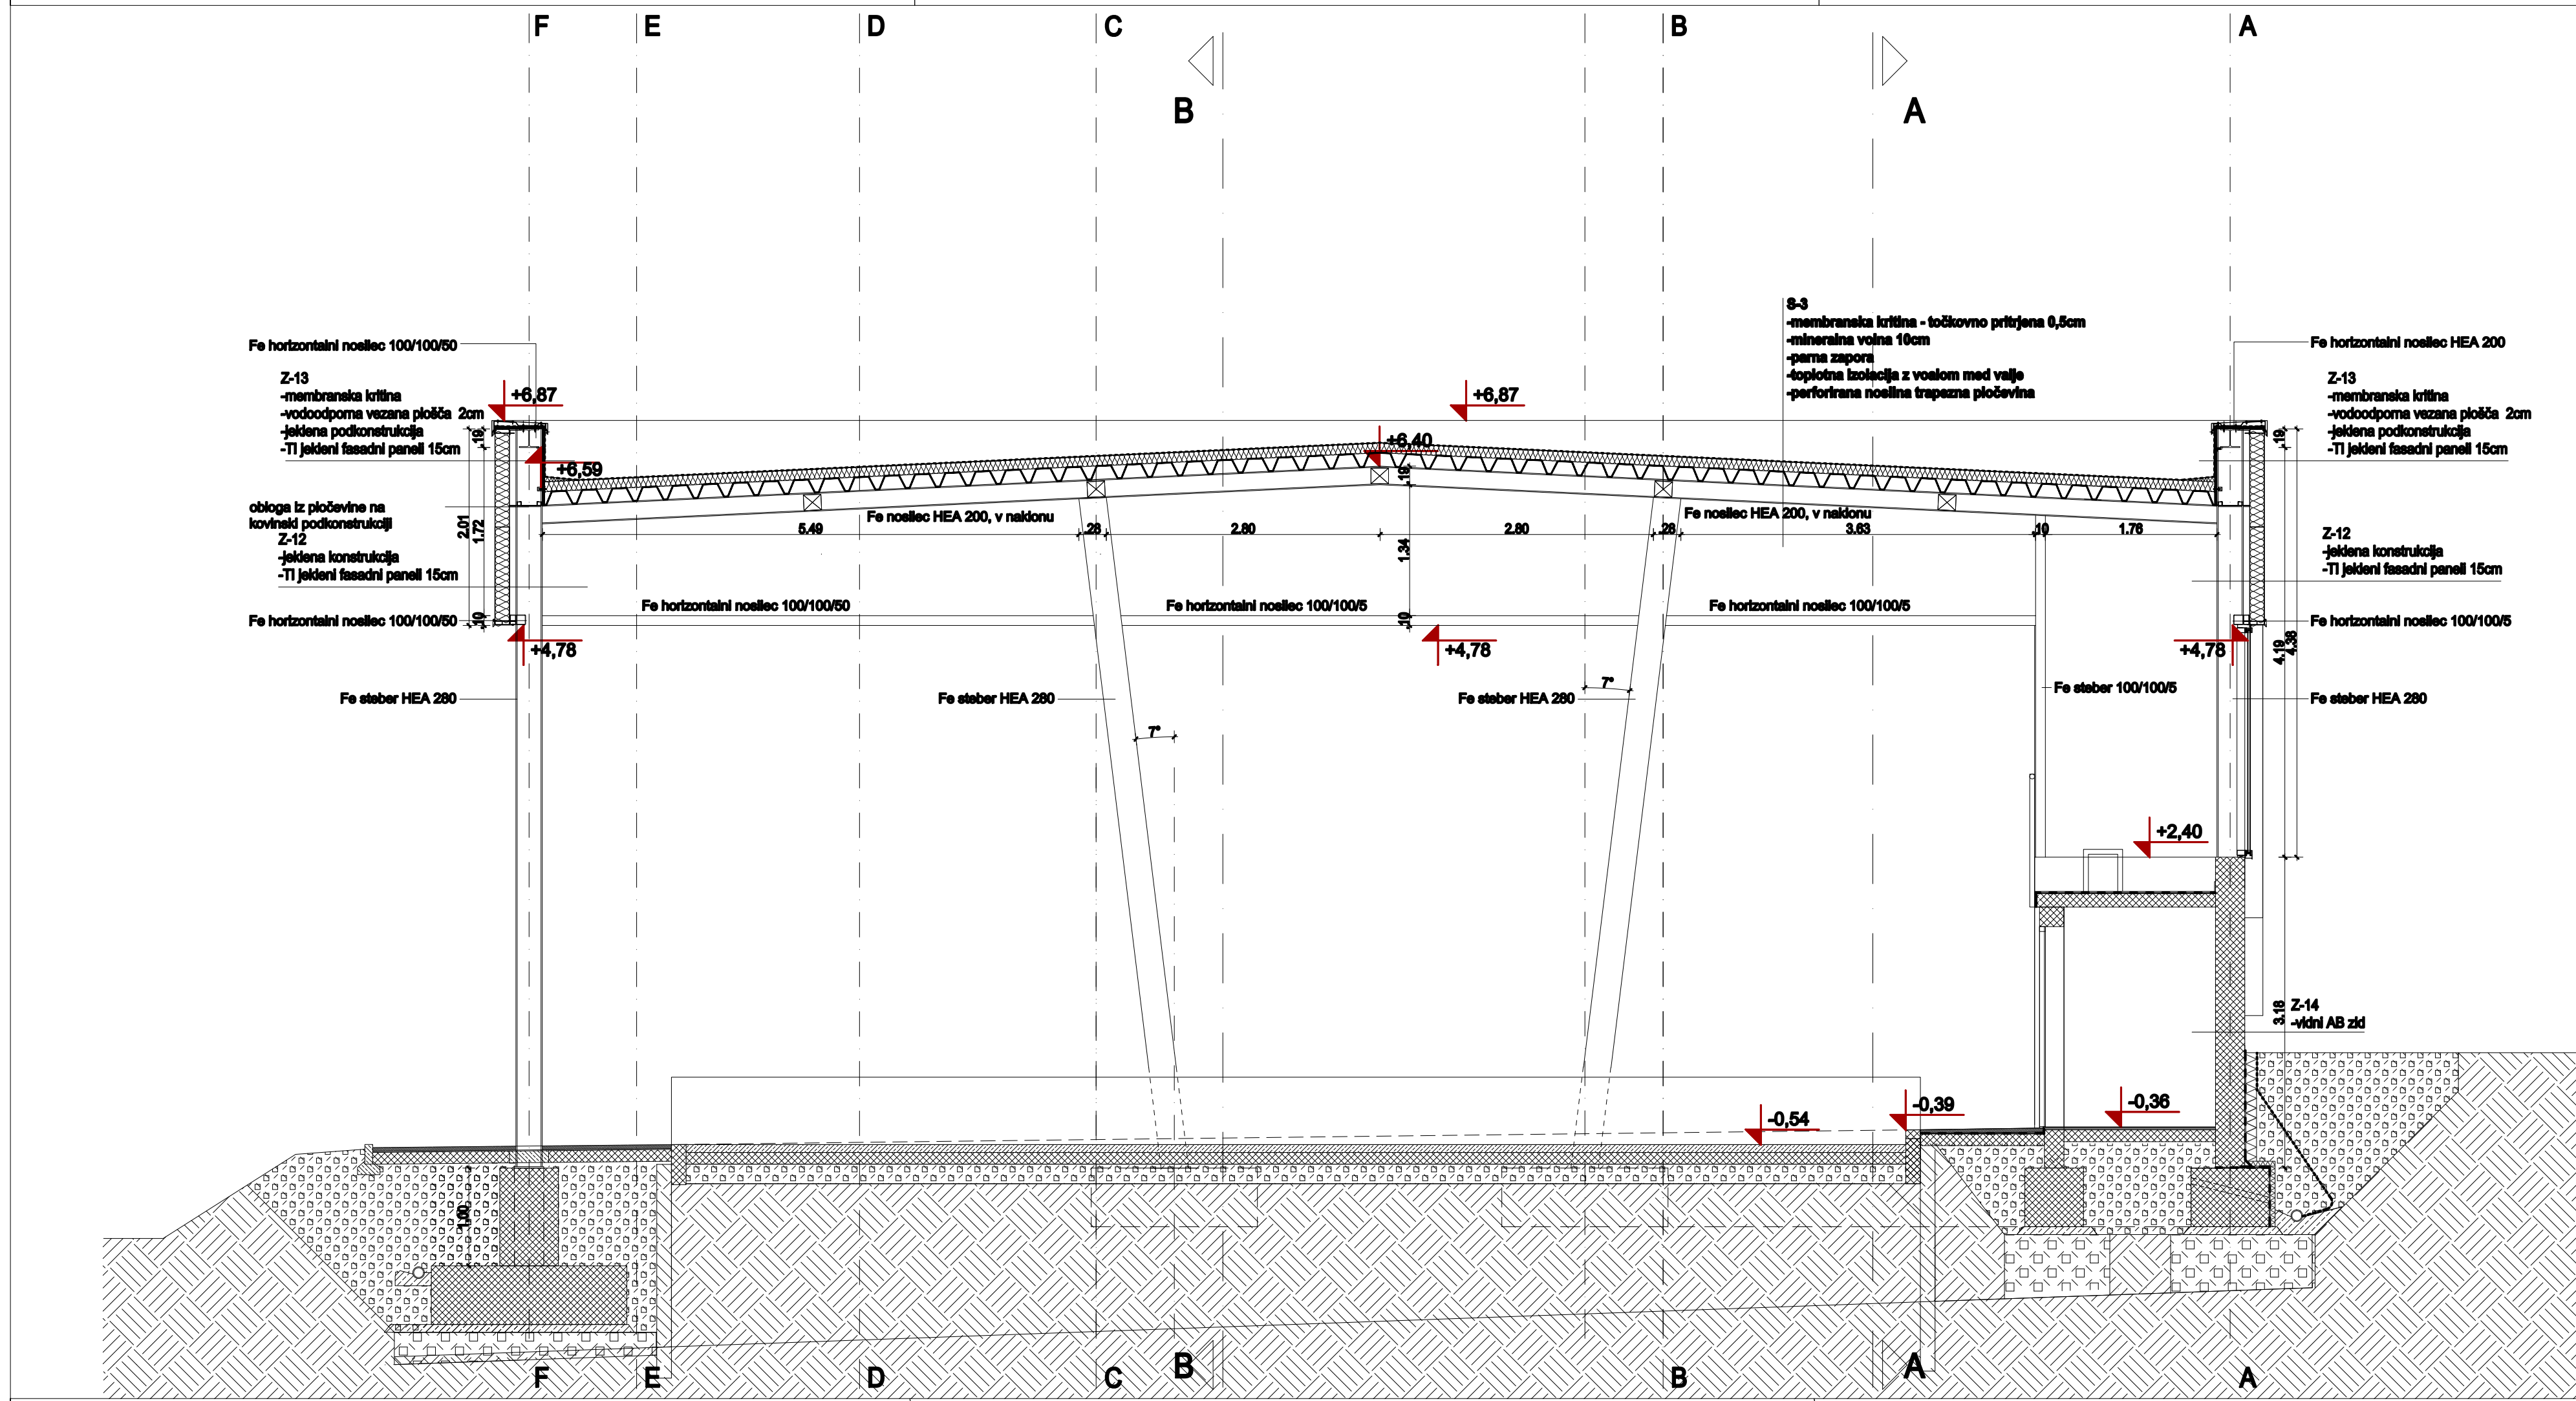 F E D C B A
B A
S-3
-membranska kritina - točkovno pritrjena 0,5cm
-mineralna volna 10cm
-parna zapora
-toplotna izolacija z voalom med valje
-perforirana nosilna trapezna pločevina
Fe horizontalni nosilec 100/100/50
Fe horizontalni nosilec HEA 200
Z-13
-membranska kritina
-vodoodporna vezana plošča 2cm
-jeklena podkonstrukcija
-TI jekleni fasadni paneli 15cm
Z-13
-membranska kritina
-vodoodporna vezana plošča 2cm
-jeklena podkonstrukcija
-TI jekleni fasadni paneli 15cm
+6,87
+6,87
19
+6,59
+6,40
19
19
obloga iz pločevine na
kovinski podkonstrukciji
Z-12
-jeklena konstrukcija
-TI jekleni fasadni paneli 15cm
2.01
1.72
Fe nosilec HEA 200, v naklonu
Fe nosilec HEA 200, v naklonu
5.49 .28 2.80 2.80 .28 3.63 .10 1.76
1.34
Z-12
-jeklena konstrukcija
-TI jekleni fasadni paneli 15cm
Fe horizontalni nosilec 100/100/50
10
Fe horizontalni nosilec 100/100/50
Fe horizontalni nosilec 100/100/5
10
Fe horizontalni nosilec 100/100/5
Fe horizontalni nosilec 100/100/5
+4,78
+4,78
+4,78
4.19
4.38
Fe steber HEA 280
Fe steber HEA 280
Fe steber HEA 280
7°
7°
Fe steber 100/100/5
Fe steber HEA 280
+2,40
3.18
Z-14
-vidni AB zid
-0,54
-0,39
-0,36
1,00
F E D C B B A A